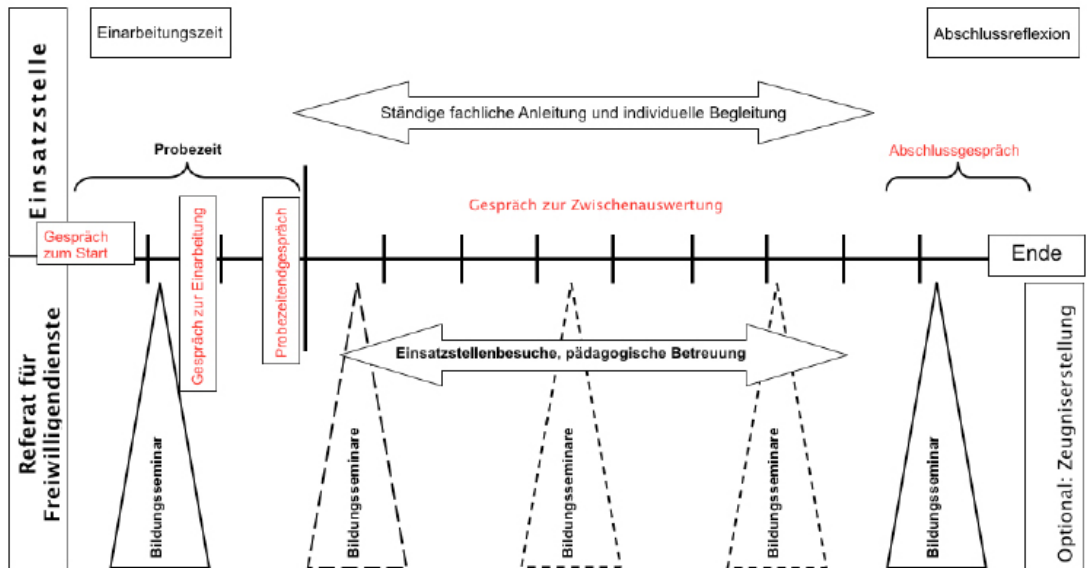 Einsatzstelle
Einarbeitungszeit
Abschlussreflexion
Ständige fachliche Anleitung und individuelle Begleitung
Probezeit
Abschlussgespräch
Gespräch zur Zwischenauswertung
Gespräch
zum Start
Gespräch zur Einarbeitung
Probezeitendgespräch
Ende
Referat für
Freiwilligendienste
Einsatzstellenbesuche, pädagogische Betreuung
Bildungsseminar
Bildungsseminare
Bildungsseminare
Bildungsseminare
Bildungsseminar
Optional: Zeugniserstellung